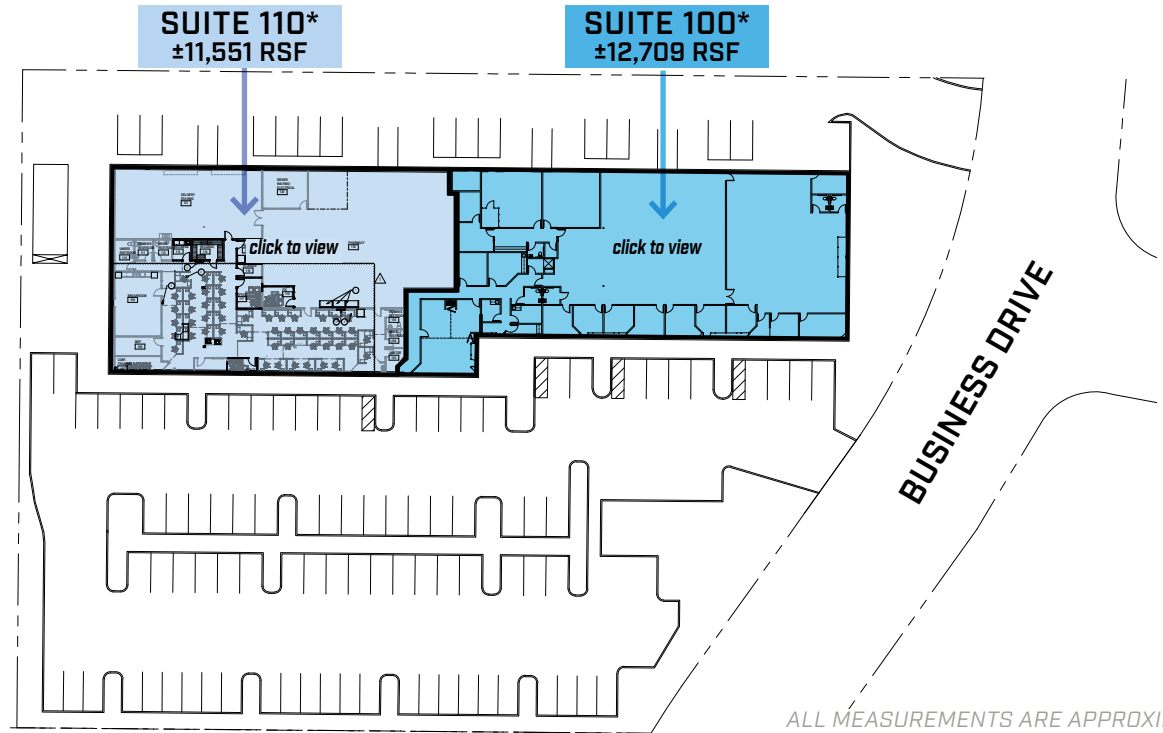 SUITE 110*
±11,551 RSF
SUITE 100*
±12,709 RSF
click to view
click to view
PHARMACY
BUSINESS DRIVE
ALL MEASUREMENTS ARE APPROXI